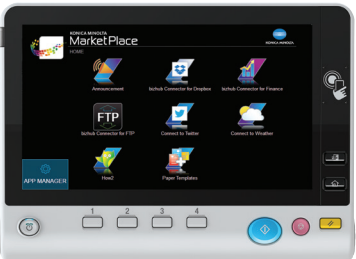 KONICA MINOLTA
MarketPlace
HOME
KONICA MINOLTA
Announcement
bizhub Connector for Dropbox
bizhub Connector for Finance
FTP
bizhub Connector for FTP
Connect to Twitter
Connect to Weather
How2
Paper Templates
APP MANAGER
1 2 3 4